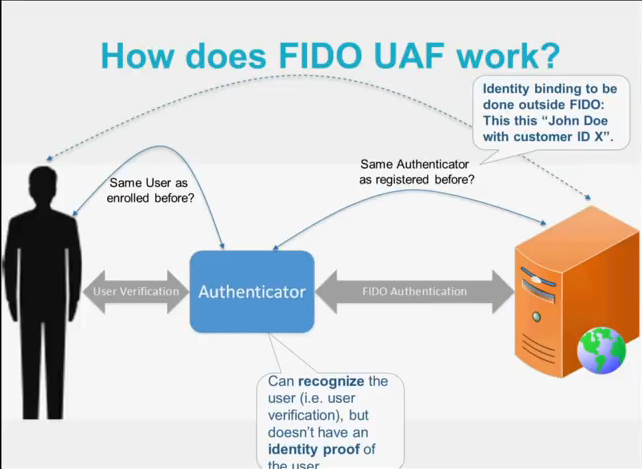 How does FIDO UAF work?
Identity binding to be
done outside FIDO:
This this “John Doe
with customer ID X”.
Same Authenticator
as registered before?
Same User as
enrolled before?
User Verification
Authenticator
FIDO Authentication
Can recognize the
user (i.e. user
verification), but
doesn’t have an
identity proof of
the user